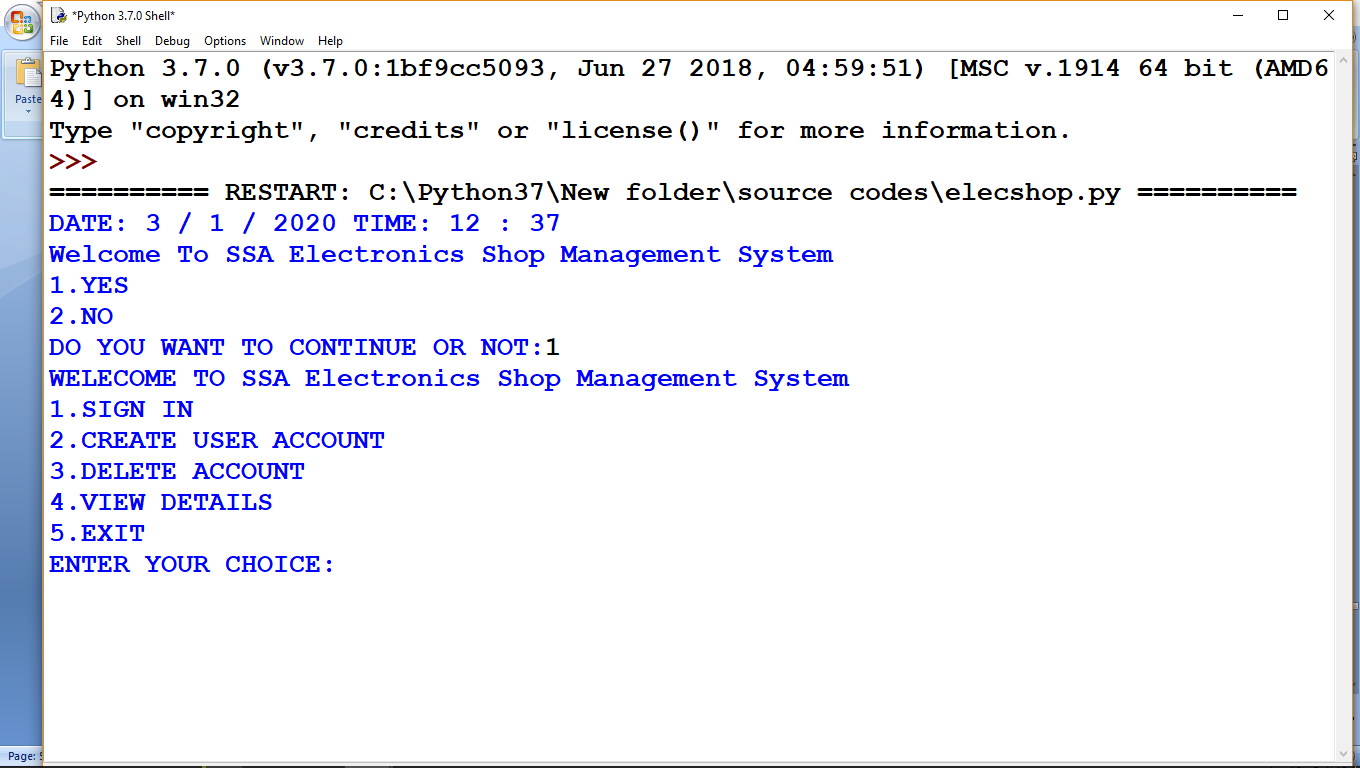 *Python 3.7.0 Shell*
File Edit Shell Debug Options Window Help
Paste
Python 3.7.0 (v3.7.0:1bf9cc5093, Jun 27 2018, 04:59:51) [MSC v.1914 64 bit (AMD6
4)] on win32
Type "copyright", "credits" or "license()" for more information.
>>>
========== RESTART: C:\Python37\New folder\source codes\elecshop.py ==========
DATE: 3 / 1 / 2020 TIME: 12 : 37
Welcome To SSA Electronics Shop Management System
1.YES
2.NO
DO YOU WANT TO CONTINUE OR NOT:1
WELECOME TO SSA Electronics Shop Management System
1.SIGN IN
2.CREATE USER ACCOUNT
3.DELETE ACCOUNT
4.VIEW DETAILS
5.EXIT
ENTER YOUR CHOICE:
Page: